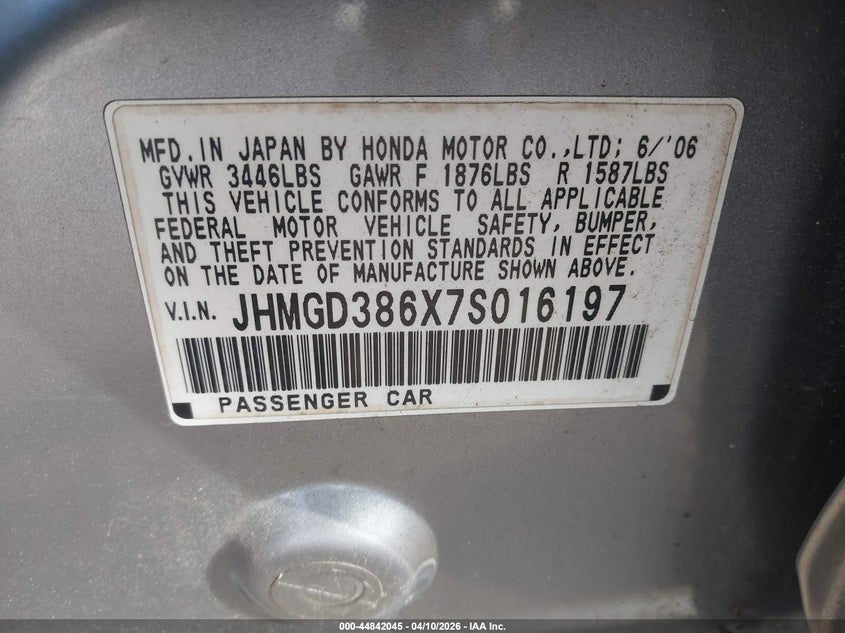 MFD. IN JAPAN BY HONDA MOTOR CO.,LTD; 6/'06
GVWR 3446LBS GAWR F 1876LBS R 1587LBS
THIS VEHICLE CONFORMS TO ALL APPLICABLE
FEDERAL MOTOR VEHICLE SAFETY, BUMPER,
AND THEFT PREVENTION STANDARDS IN EFFECT
ON THE DATE OF MANUFACTURE SHOWN ABOVE.
V.I.N. JHMGD386X7S016197
PASSENGER CAR
000-44842045 - 04/10/2026 - IAA Inc.